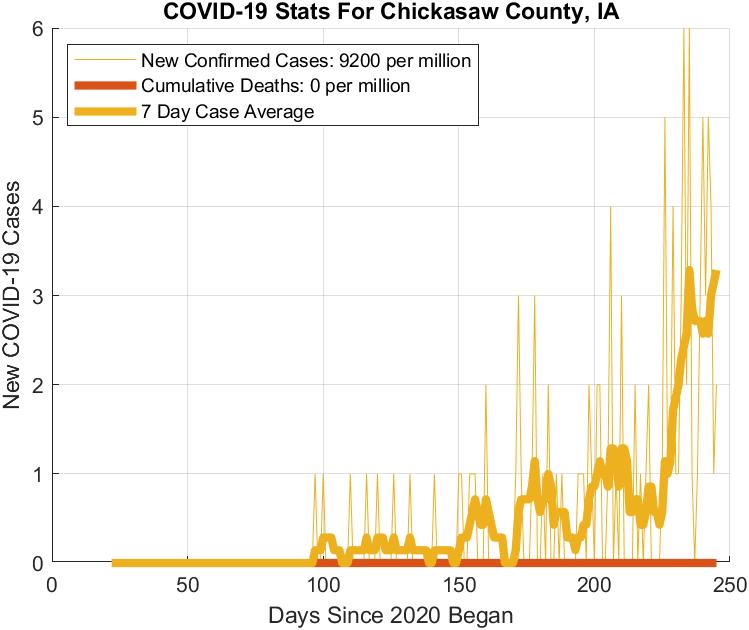 COVID-19 Stats For Chickasaw County, IA
New Confirmed Cases: 9200 per million
Cumulative Deaths: 0 per million
7 Day Case Average
New COVID-19 Cases
6
5
4
3
2
1
0
0 50 100 150 200 250
Days Since 2020 Began